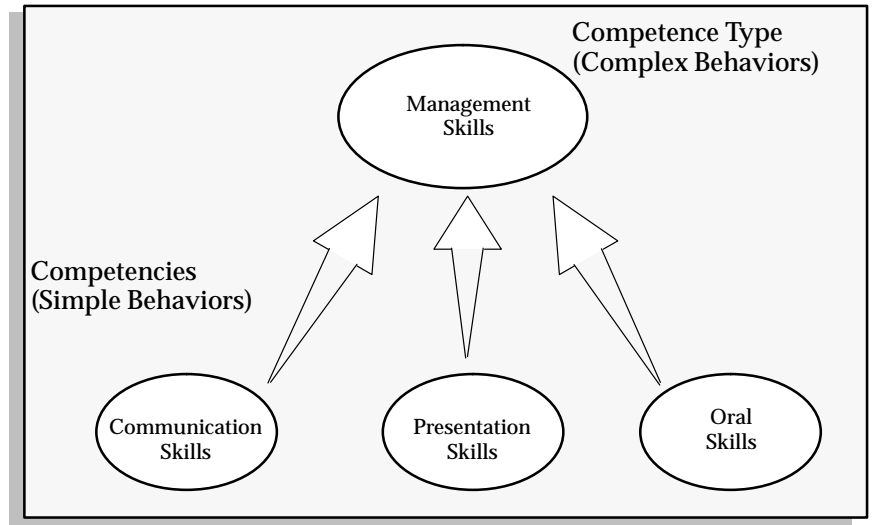 Competence Type
(Complex Behaviors)
Management
Skills
Competencies
(Simple Behaviors)
Communication
Skills
Presentation
Skills
Oral
Skills